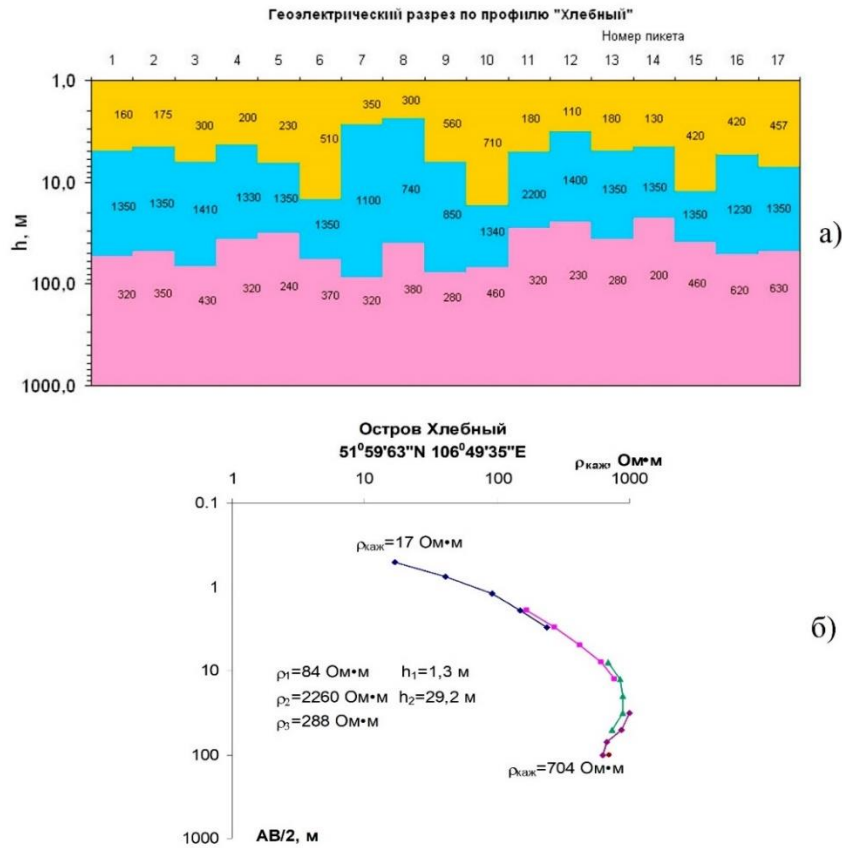 Геоэлектрический разрез по профилю "Хлебный"
Номер пикета
1 2 3 4 5 6 7 8 9 10 11 12 13 14 15 16 17
1,0
160 175 300 200 230 510 350 300 560 710 180 110 180 130 420 420 457
10,0
1350 1350 1410 1330 1350 1350 1100 740 850 1340 2200 1400 1350 1350 1350 1230 1350
h, м
а)
100,0
320 350 430 320 240 370 320 380 280 460 320 230 280 200 460 620 630
1000,0
Остров Хлебный
51⁰59'63"N 106⁰49'35"E
ρкаж, Ом•м
1 10 100 1000
0.1
ρкаж=17 Ом•м
1
б)
10
ρ1=84 Ом•м h1=1,3 м
ρ2=2260 Ом•м h2=29,2 м
ρ3=288 Ом•м
100
ρкаж=704 Ом•м
1000
АВ/2, м